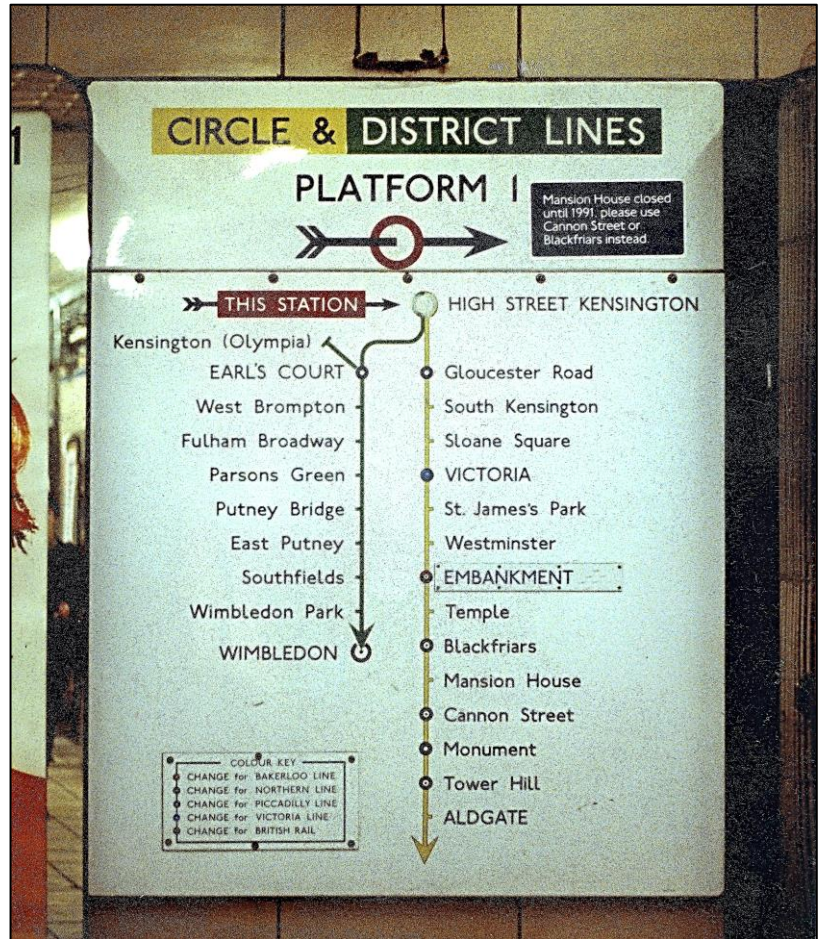 1
CIRCLE & DISTRICT LINES
PLATFORM 1
Mansion House closed
until 1991, please use
Cannon Street or
Blackfriars instead.
THIS STATION
HIGH STREET KENSINGTON
Kensington (Olympia)
EARL'S COURT
West Brompton
Fulham Broadway
Parsons Green
Putney Bridge
East Putney
Southfields
Wimbledon Park
WIMBLEDON
Gloucester Road
South Kensington
Sloane Square
VICTORIA
St. James's Park
Westminster
EMBANKMENT
Temple
Blackfriars
Mansion House
Cannon Street
Monument
Tower Hill
ALDGATE
COLOUR KEY
CHANGE for BAKERLOO LINE
CHANGE for NORTHERN LINE
CHANGE for PICCADILLY LINE
CHANGE for VICTORIA LINE
CHANGE for BRITISH RAIL